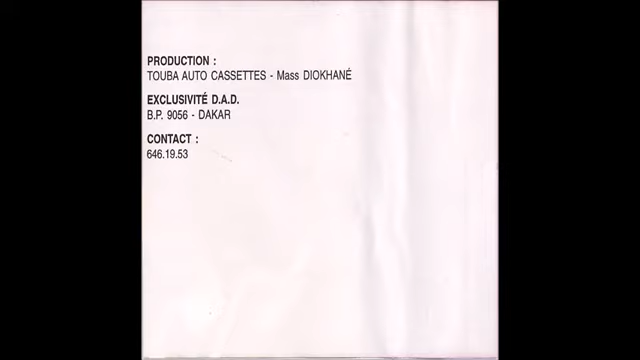 PRODUCTION :
TOUBA AUTO CASSETTES - Mass DIOKHANÉ
EXCLUSIVITÉ D.A.D.
B.P. 9056 - DAKAR
CONTACT :
646.19.53